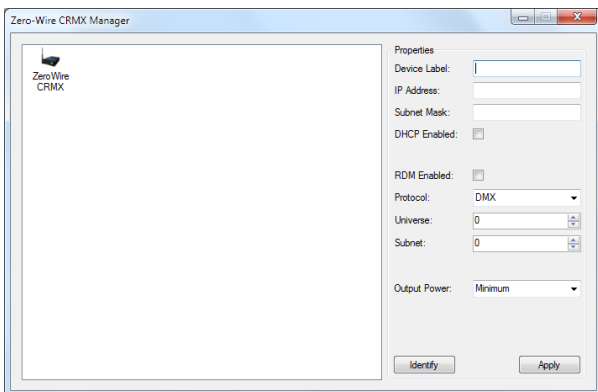 Zero-Wire CRMX Manager
ZeroWire
CRMX
Properties
Device Label:
IP Address:
Subnet Mask:
DHCP Enabled:
RDM Enabled:
Protocol: DMX
Universe: 0
Subnet: 0
Output Power: Minimum
Identify Apply